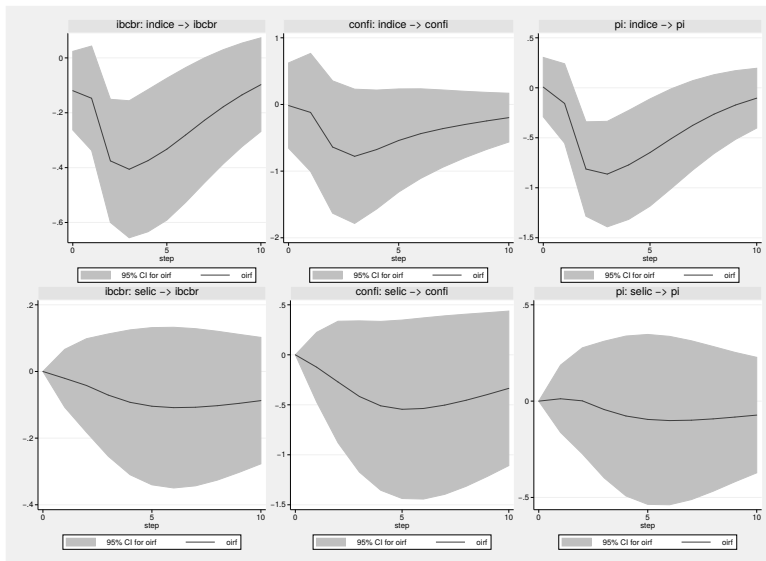 ibcbr: indice −> ibcbr
0
−.2
−.4
−.6
0
5
10
step
95% CI for oirf
oirf
confi: indice −> confi
1
0
−1
−2
0
5
10
step
95% CI for oirf
oirf
pi: indice −> pi
.5
0
−.5
−1
−1.5
0
5
10
step
95% CI for oirf
oirf
ibcbr: selic −> ibcbr
.2
0
−.2
−.4
0
5
10
step
95% CI for oirf
oirf
confi: selic −> confi
.5
0
−.5
−1
−1.5
0
5
10
step
95% CI for oirf
oirf
pi: selic −> pi
.5
0
−.5
0
5
10
step
95% CI for oirf
oirf